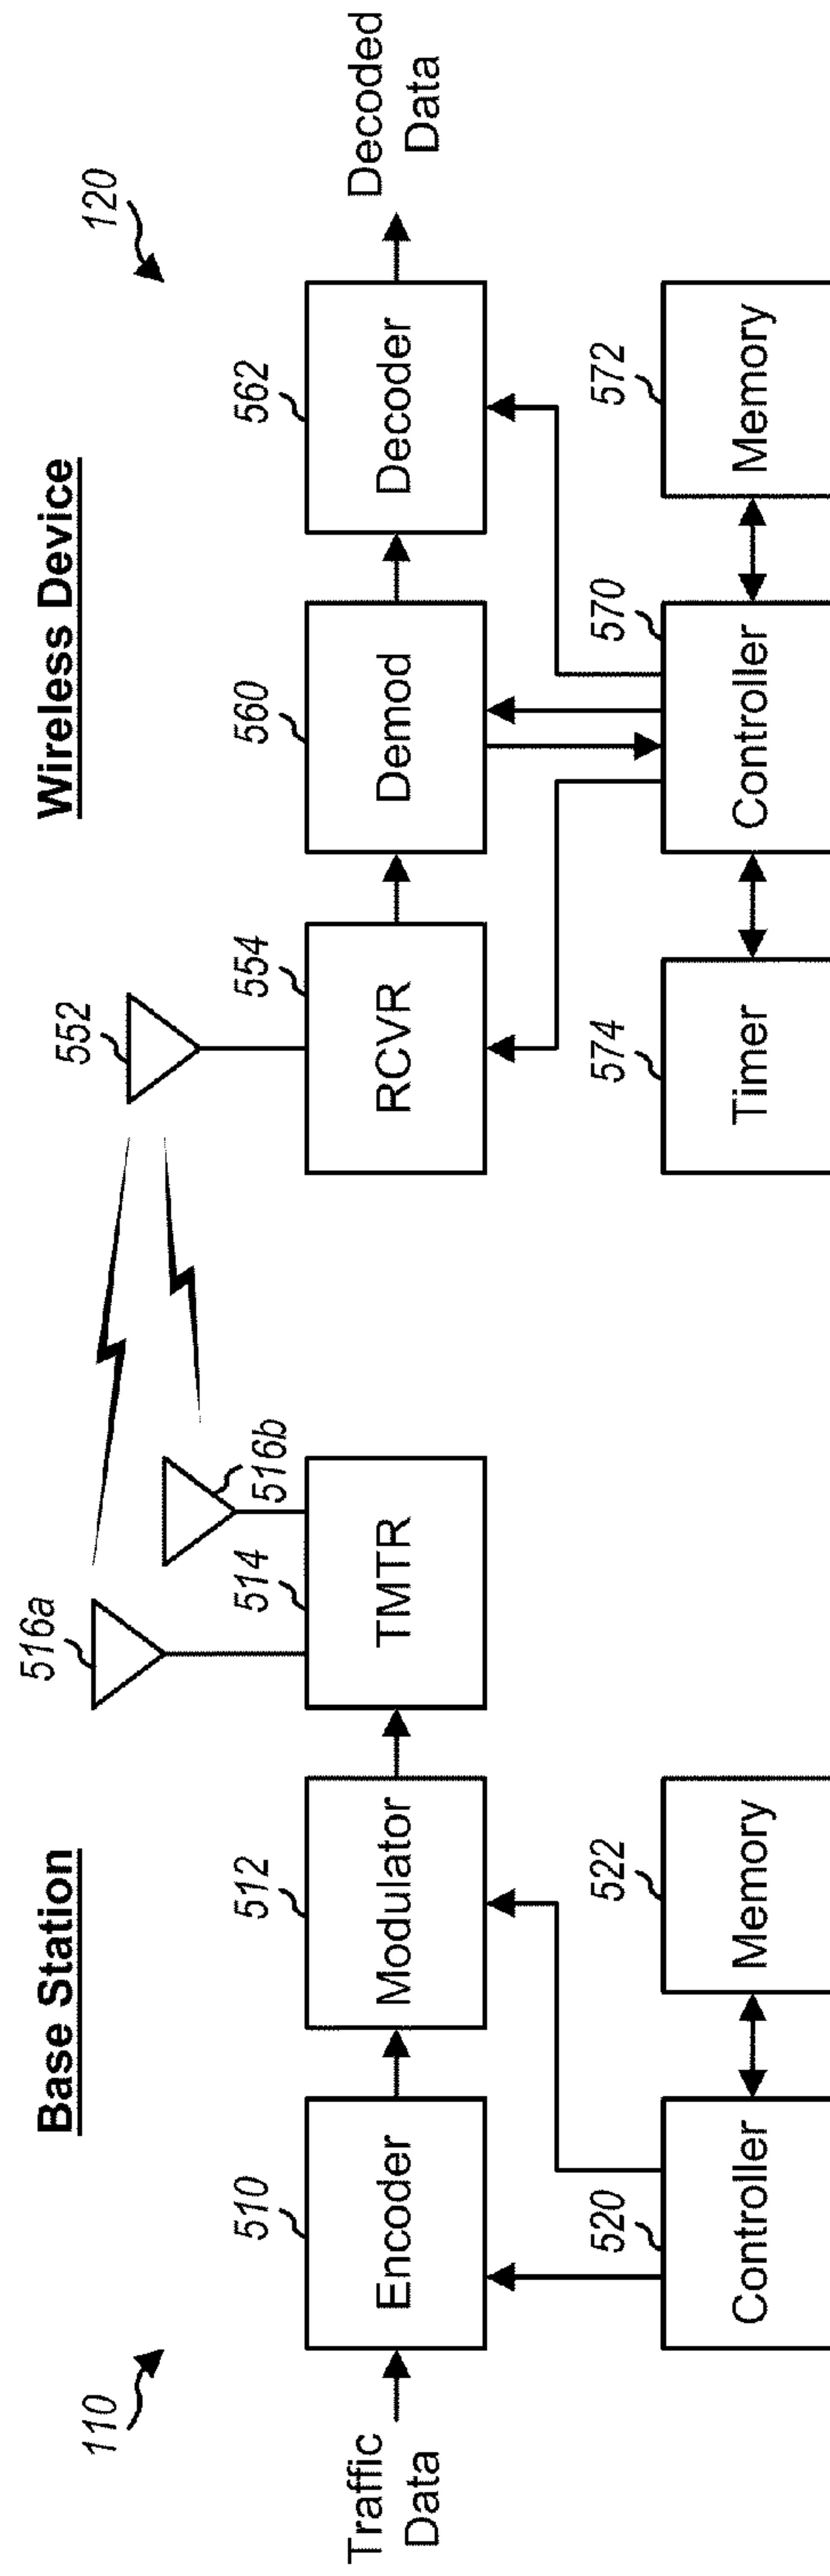 Base Station
Wireless Device
110
120
516a
516b
552
510
512
514
554
560
562
Traffic
Data
Encoder
Modulator
TMTR
RCVR
Demod
Decoder
Decoded
Data
520
522
574
570
572
Controller
Memory
Timer
Controller
Memory